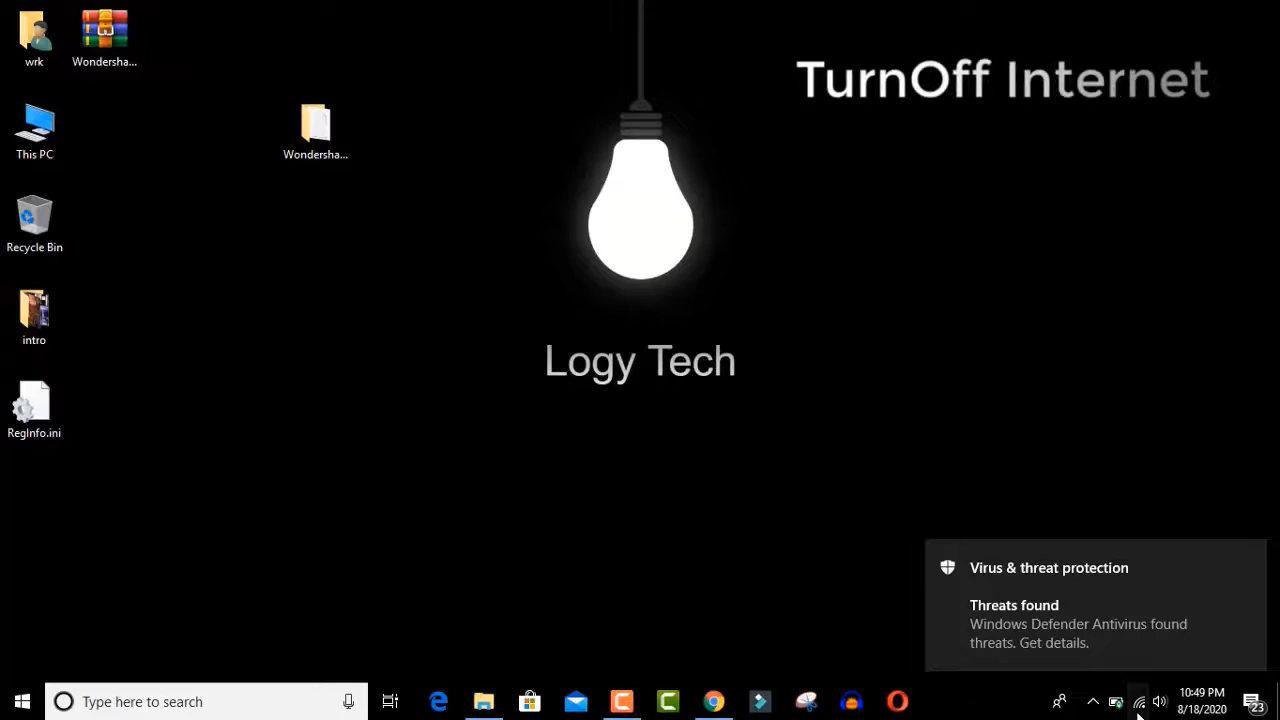 TurnOff Internet
wrk
Wondersha...
This PC
Wondersha...
Recycle Bin
intro
RegInfo.ini
Logy Tech
Virus & threat protection
Threats found
Windows Defender Antivirus found
threats. Get details.
Type here to search
10:49 PM
8/18/2020
23